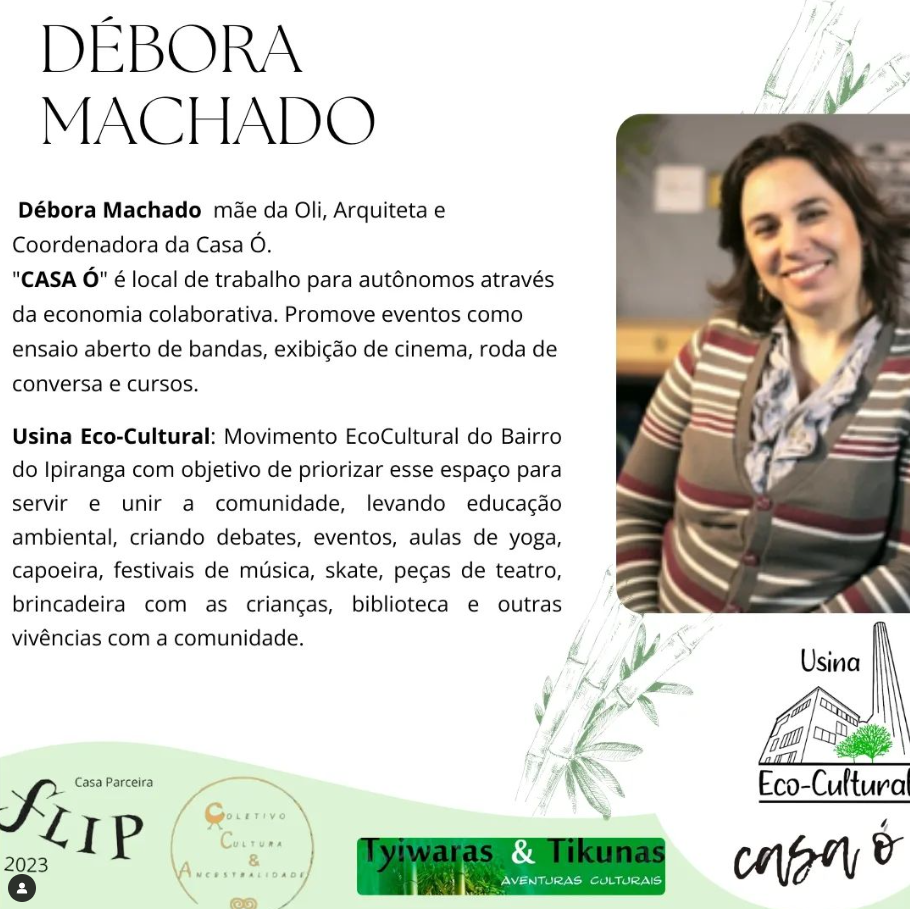 DÉBORA
MACHADO
Débora Machado mãe da Oli, Arquiteta e
Coordenadora da Casa Ó.
"CASA Ó" é local de trabalho para autônomos através
da economia colaborativa. Promove eventos como
ensaio aberto de bandas, exibição de cinema, roda de
conversa e cursos.
Usina Eco-Cultural: Movimento EcoCultural do Bairro
do Ipiranga com objetivo de priorizar esse espaço para
servir e unir a comunidade, levando educação
ambiental, criando debates, eventos, aulas de yoga,
capoeira, festivais de música, skate, peças de teatro,
brincadeira com as crianças, biblioteca e outras
vivências com a comunidade.
Usina
Eco-Cultural
casa ó
Casa Parceira
FLIP
2023
COLETIVO
CULTURA
&
ANCESTRALIDADE
Tyiwaras & Tikunas
AVENTURAS CULTURAIS